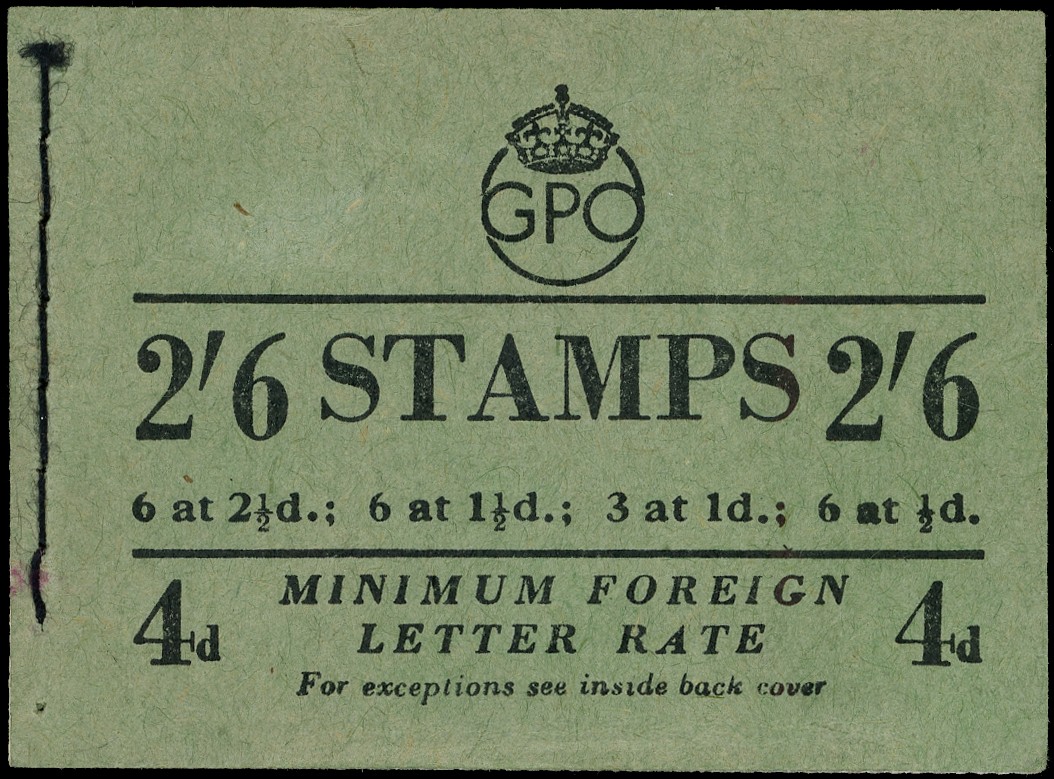 GPO
2'6 STAMPS 2'6
6 at 2½d.; 6 at 1½d.; 3 at 1d.; 6 at ½d.
4d MINIMUM FOREIGN 4d
LETTER RATE
For exceptions see inside back cover